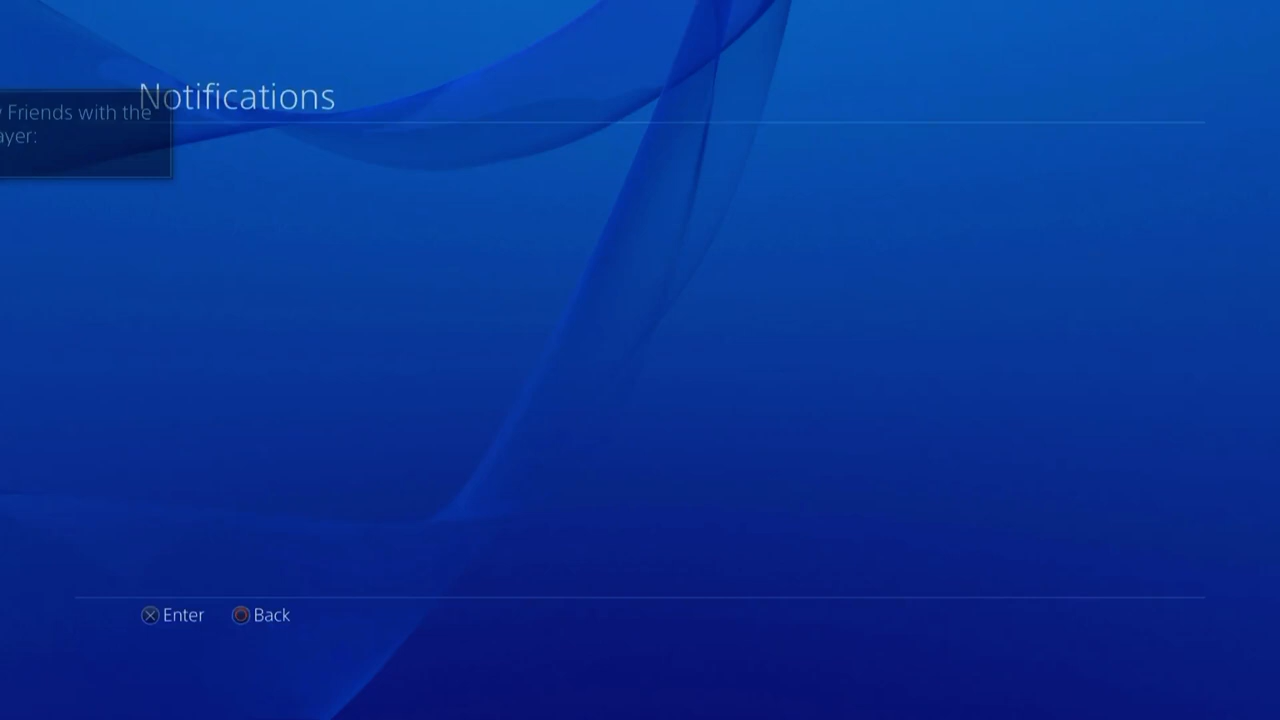 Notifications
Friends with the
ayer:
Enter
Back